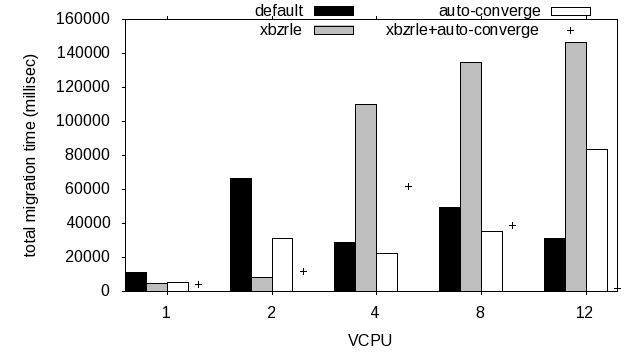 default
auto-converge
xbzrle
xbzrle+auto-converge
160000
140000
120000
100000
80000
60000
40000
20000
0
total migration time (millisec)
1
2
4
8
12
VCPU